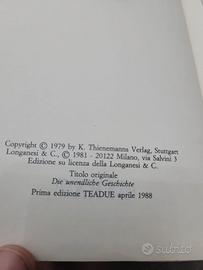 Copyright © 1979 by K. Thienemanns Verlag, Stuttgart
Longanesi & C., © 1981 - 20122 Milano, via Salvini 3
Edizione su licenza della Longanesi & C.
Titolo originale
Die unendliche Geschichte
Prima edizione TEADUE aprile 1988
subito